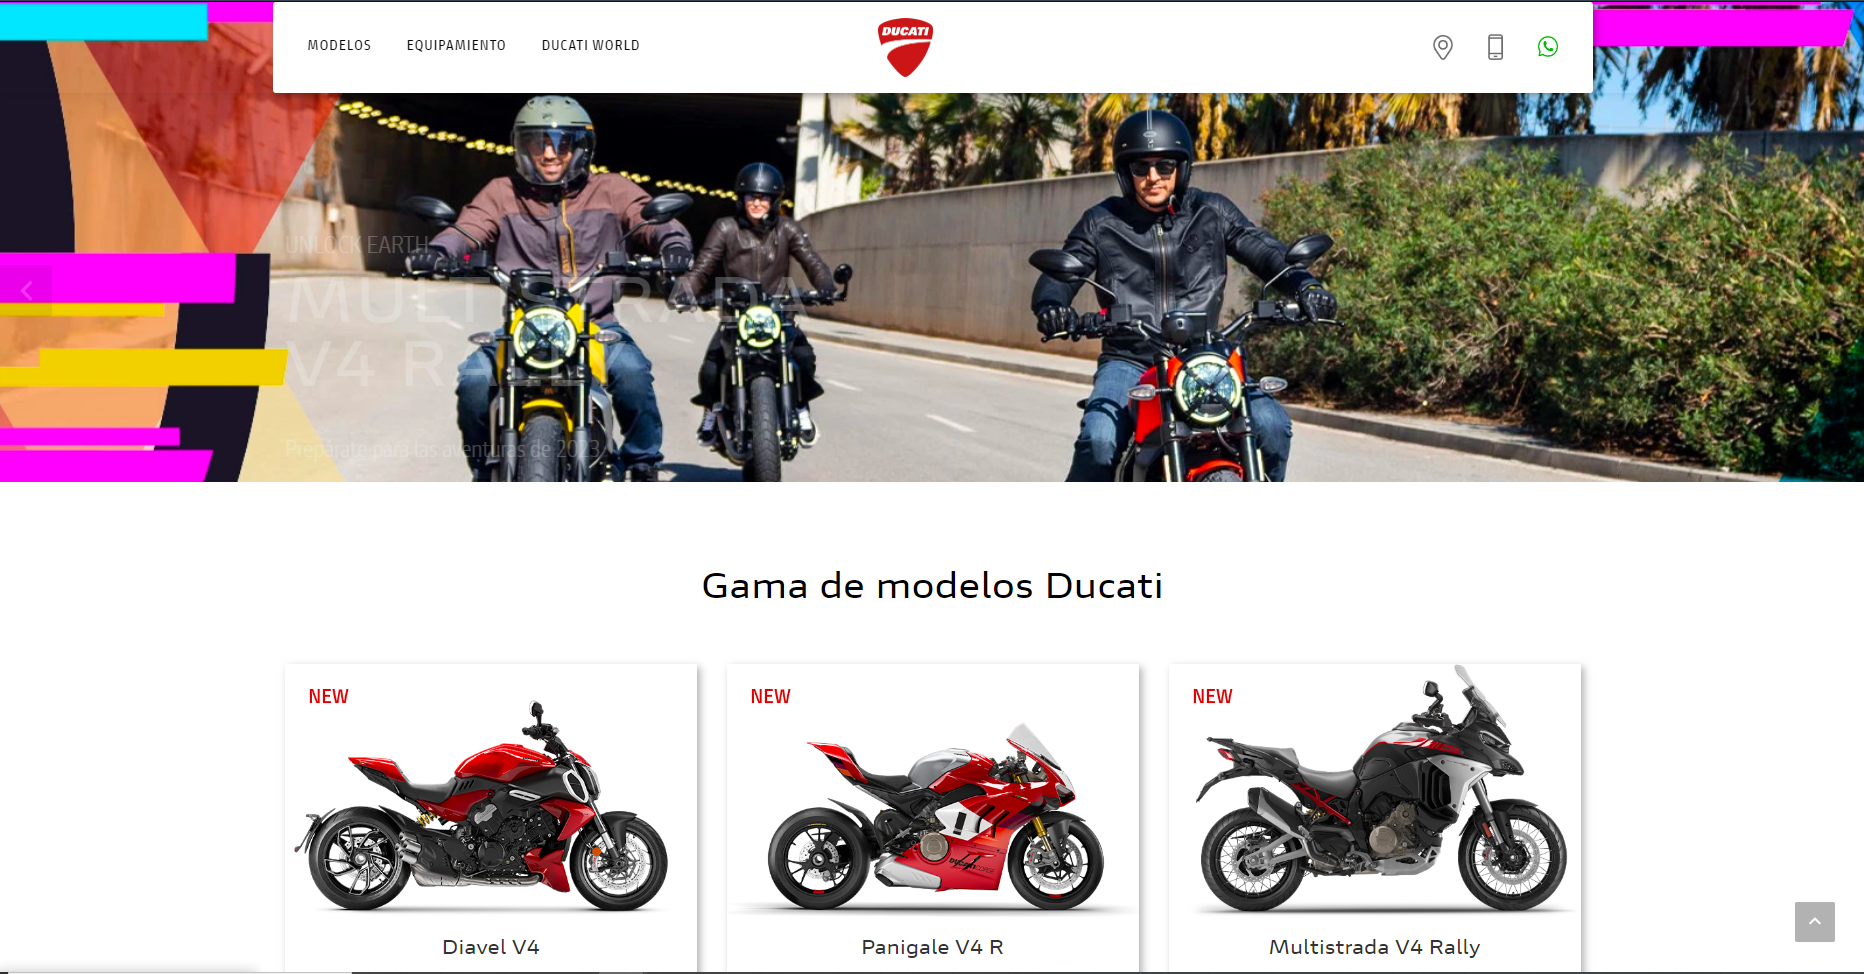 MODELOS
EQUIPAMIENTO
DUCATI WORLD
DUCATI
UNLOCK EARTH
MULTISTRADA
V4 RALLY
Prepárate para las aventuras de 2023
Gama de modelos Ducati
NEW
NEW
NEW
Diavel V4
Panigale V4 R
Multistrada V4 Rally